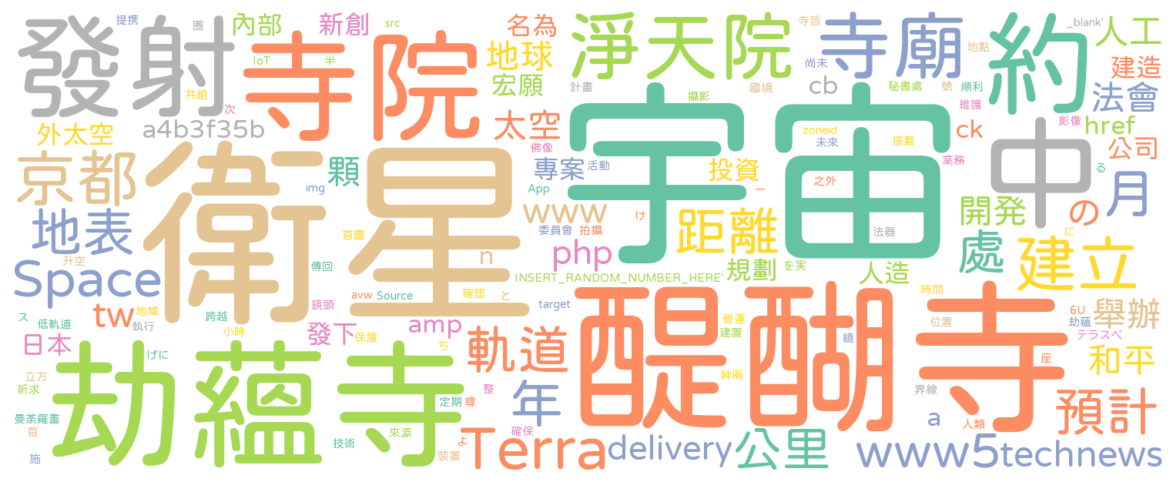 提携 圈 src 內部 新創 名為 淨天院 寺旨 地點 _blank' 人工
發射 寺院 IoT 半 地球 寺廟 約 建造
共組 次 宏願 計畫 尚未 國境 秘書處 號 順利 法會
外太空 a4b3f35b 太空 佛像 攝影 cb 維護 影像 href
京都 衛星 顆 專案 活動 宇宙 投資 zoneid 未來 搭載 ck 業務 中 公司
img App 之外 る 月
地表 首圖 www 委員會 拍攝 け 一 距離 法器 開発 の
升空 傳回 n php 規劃 を実 人造 處 に 建立
Space 鏡頭 avw Source 確認 と INSERT_RANDOM_NUMBER_HERE' target 醍醐寺 時間 6U 舉辦
ス 低軌道 地域 執行 tw 跨越 小時 發下 保護 amp ち 營運 建置 繞 位置 劫蘊 テラスペ
日本 げに 劫蘊寺 軌道 神廟 座 和平
立方 祈求 整 年 界線 預計
曼荼羅畫 首 定期 尊 確保 a 人類
施 技術 來源 よ 裝置 Terra delivery 公里 www5technews